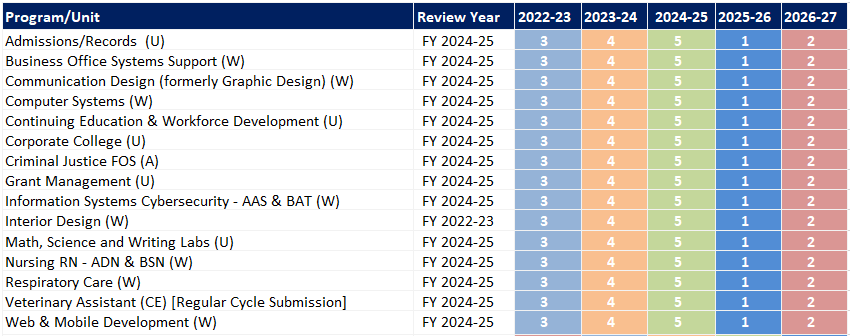 Program/Unit Review Year 2022-23 2023-24 2024-25 2025-26 2026-27
Admissions/Records (U) FY 2024-25 3 4 5 1 2
Business Office Systems Support (W) FY 2024-25 3 4 5 1 2
Communication Design (formerly Graphic Design) (W) FY 2024-25 3 4 5 1 2
Computer Systems (W) FY 2024-25 3 4 5 1 2
Continuing Education & Workforce Development (U) FY 2024-25 3 4 5 1 2
Corporate College (U) FY 2024-25 3 4 5 1 2
Criminal Justice FOS (A) FY 2024-25 3 4 5 1 2
Grant Management (U) FY 2024-25 3 4 5 1 2
Information Systems Cybersecurity - AAS & BAT (W) FY 2024-25 3 4 5 1 2
Interior Design (W) FY 2022-23 3 4 5 1 2
Math, Science and Writing Labs (U) FY 2024-25 3 4 5 1 2
Nursing RN - ADN & BSN (W) FY 2024-25 3 4 5 1 2
Respiratory Care (W) FY 2024-25 3 4 5 1 2
Veterinary Assistant (CE) [Regular Cycle Submission] FY 2024-25 3 4 5 1 2
Web & Mobile Development (W) FY 2024-25 3 4 5 1 2